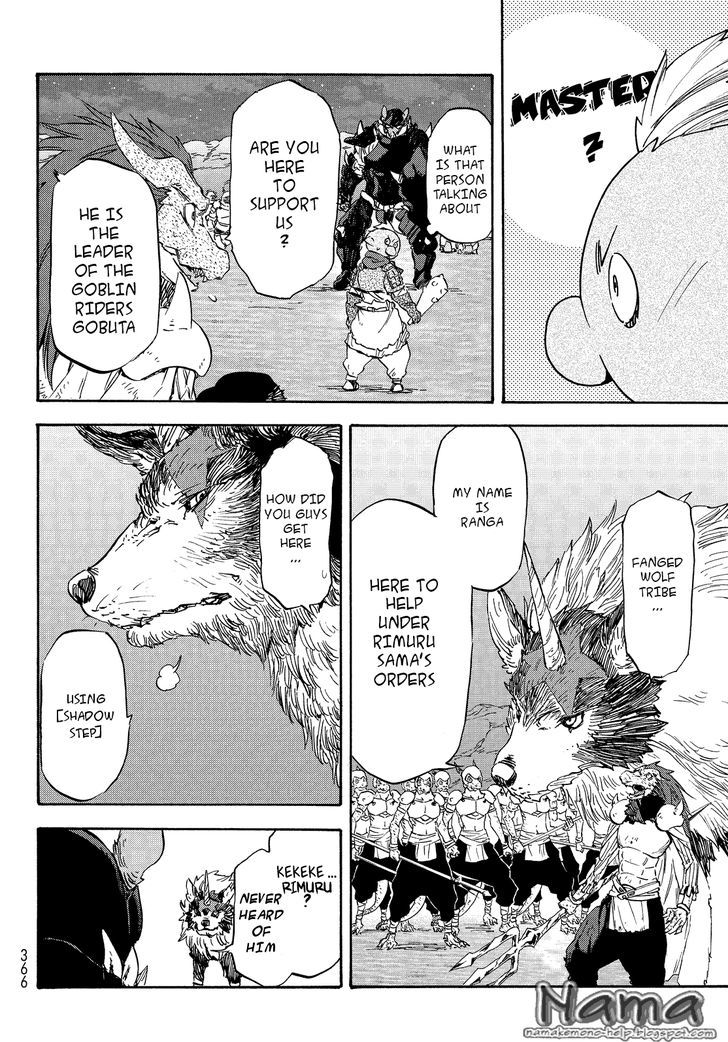 MASTER
?
WHAT
IS THAT
PERSON
TALKING
ABOUT
ARE YOU
HERE
TO
SUPPORT
US
?
HE IS
THE
LEADER
OF THE
GOBLIN
RIDERS
GOBUTA
FANGED
WOLF
TRIBE
...
MY NAME
IS
RANGA
HERE TO
HELP
UNDER
RIMURU
SAMA'S
ORDERS
HOW DID
YOU GUYS
GET
HERE
...
USING
[SHADOW
STEP]
KEKEKE...
RIMURU
?
NEVER
HEARD
OF
HIM
366
Nama
namakemono-help.blogspot.com